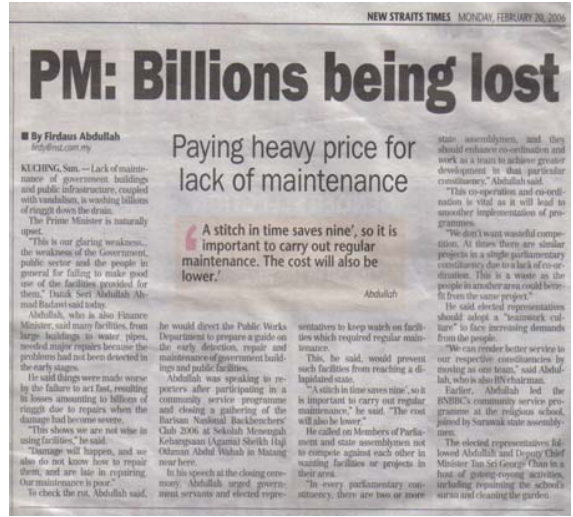 NEW STRAITS TIMES MONDAY, FEBRUARY 20, 2006
PM: Billions being lost
■ By Firdaus Abdullah
firdy@nst.com.my
Paying heavy price for
lack of maintenance
'A stitch in time saves nine', so it is
important to carry out regular
maintenance. The cost will also be
lower.'
Abdullah
KUCHING, Sun. — Lack of mainte-
nance of government buildings
and public infrastructure, coupled
with vandalism, is washing billions
of ringgit down the drain.
The Prime Minister is naturally
upset.
"This is our glaring weakness...
the weakness of the Government,
public sector and the people in
general for failing to make good
use of the facilities provided for
them," Datuk Seri Abdullah Ah-
mad Badawi said today.
Abdullah, who is also Finance
Minister, said many facilities, from
large buildings to water pipes,
needed major repairs because the
problems had not been detected in
the early stages.
He said things were made worse
by the failure to act fast, resulting
in losses amounting to billions of
ringgit due to repairs when the
damage had become severe.
"This shows we are not wise in
using facilities," he said.
"Damage will happen, and we
also do not know how to repair
them, and are late in repairing.
Our maintenance is poor."
To check the rot, Abdullah said,
he would direct the Public Works
Department to prepare a guide on
the early detection, repair and
maintenance of government build-
ings and public facilities.
Abdullah was speaking to re-
porters after participating in a
community service programme
and closing a gathering of the
Barisan Nasional Backbenchers'
Club 2006 at Sekolah Menengah
Kebangsaan (Agama) Sheikh Haji
Othman Abdul Wahab in Matang
near here.
In his speech at the closing cere-
mony, Abdullah urged govern-
ment servants and elected repre-
sentatives to keep watch on facili-
ties which required regular main-
tenance.
This, he said, would prevent
such facilities from reaching a di-
lapidated state.
"A stitch in time saves nine', so it
is important to carry out regular
maintenance," he said. "The cost
will also be lower."
He called on Members of Parlia-
ment and state assemblymen not
to compete against each other in
wanting facilities or projects in
their area.
"In every parliamentary con-
stituency, there are two or more
state assemblymen, and they
should enhance co-ordination and
work as a team to achieve greater
development in that particular
constituency," Abdullah said.
"This co-operation and co-ordi-
nation is vital as it will lead to
smoother implementation of pro-
grammes.
"We don't want wasteful compe-
tition. At times there are similar
projects in a single parliamentary
constituency due to a lack of co-or-
dination. This is a waste as the
people in another area could bene-
fit from the same project."
He said elected representatives
should adopt a "teamwork cul-
ture" to face increasing demands
from the people.
"We can render better service to
our respective constituencies by
moving as one team," said Abdul-
lah, who is also BN chairman.
Earlier, Abdullah led the
BNBBC's community service pro-
gramme at the religious school,
joined by Sarawak state assembly-
men.
The elected representatives fol-
lowed Abdullah and Deputy Chief
Minister Tan Sri George Chan in a
host of gotong-royong activities,
including repainting the school's
surau and cleaning the garden.